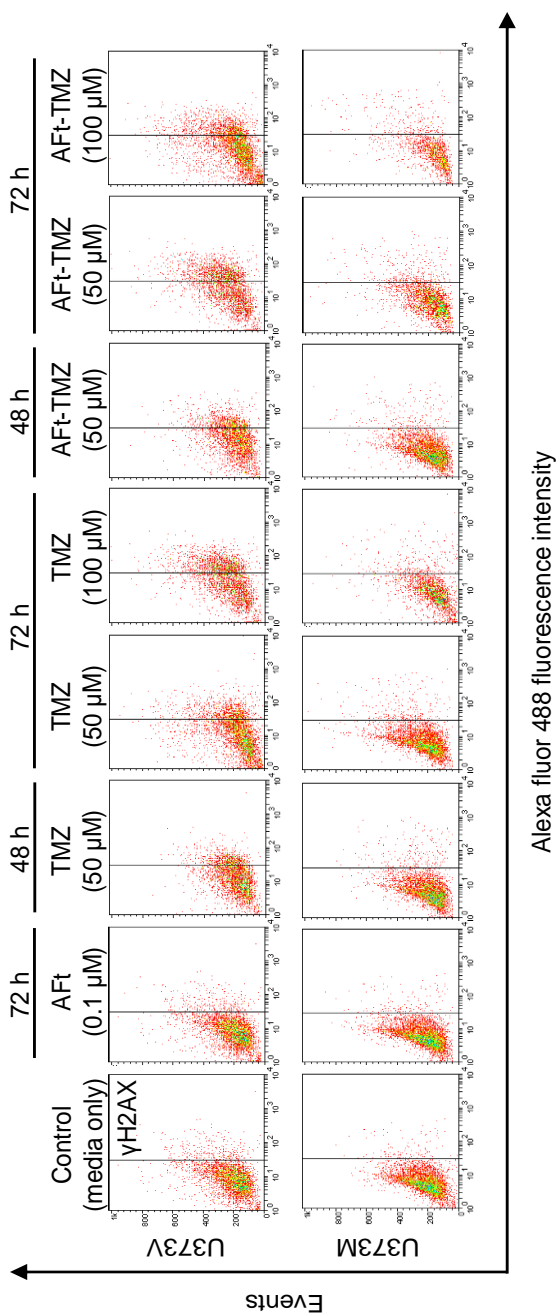 72 h
48 h
72 h
48 h
72 h
Control
(media only)
AFt
(0.1 µM)
TMZ
(50 µM)
TMZ
(50 µM)
TMZ
(100 µM)
AFt-TMZ
(50 µM)
AFt-TMZ
(50 µM)
AFt-TMZ
(100 µM)
γH2AX
U373V
U373M
Events
Alexa fluor 488 fluorescence intensity